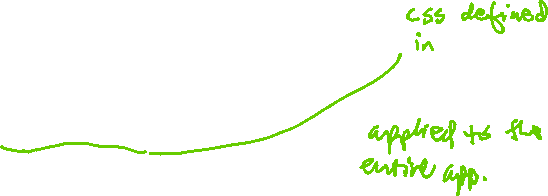 css defined
in
applied to the
entire app.